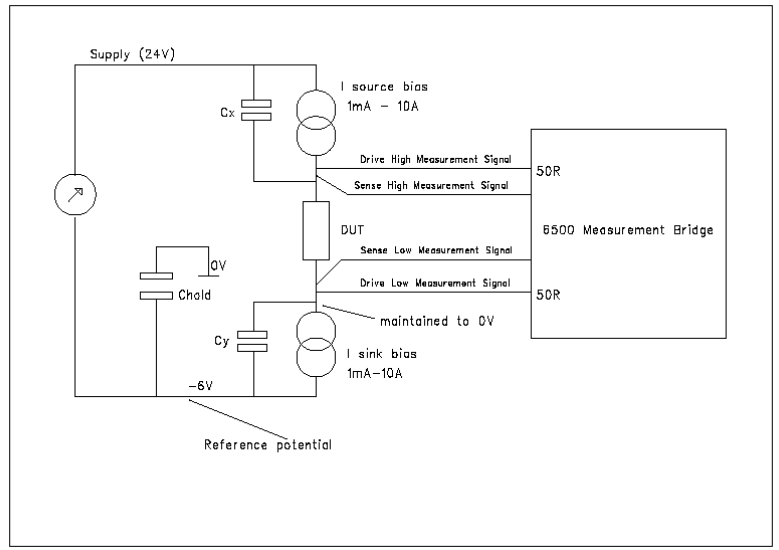 Supply (24V)
I source bias
1mA - 10A
Cx
Drive High Measurement Signal
50R
Sense High Measurement Signal
DUT
6500 Measurement Bridge
Sense Low Measurement Signal
0V
Chold
Drive Low Measurement Signal
50R
maintained to 0V
Cy
I sink bias
1mA-10A
-6V
Reference potential